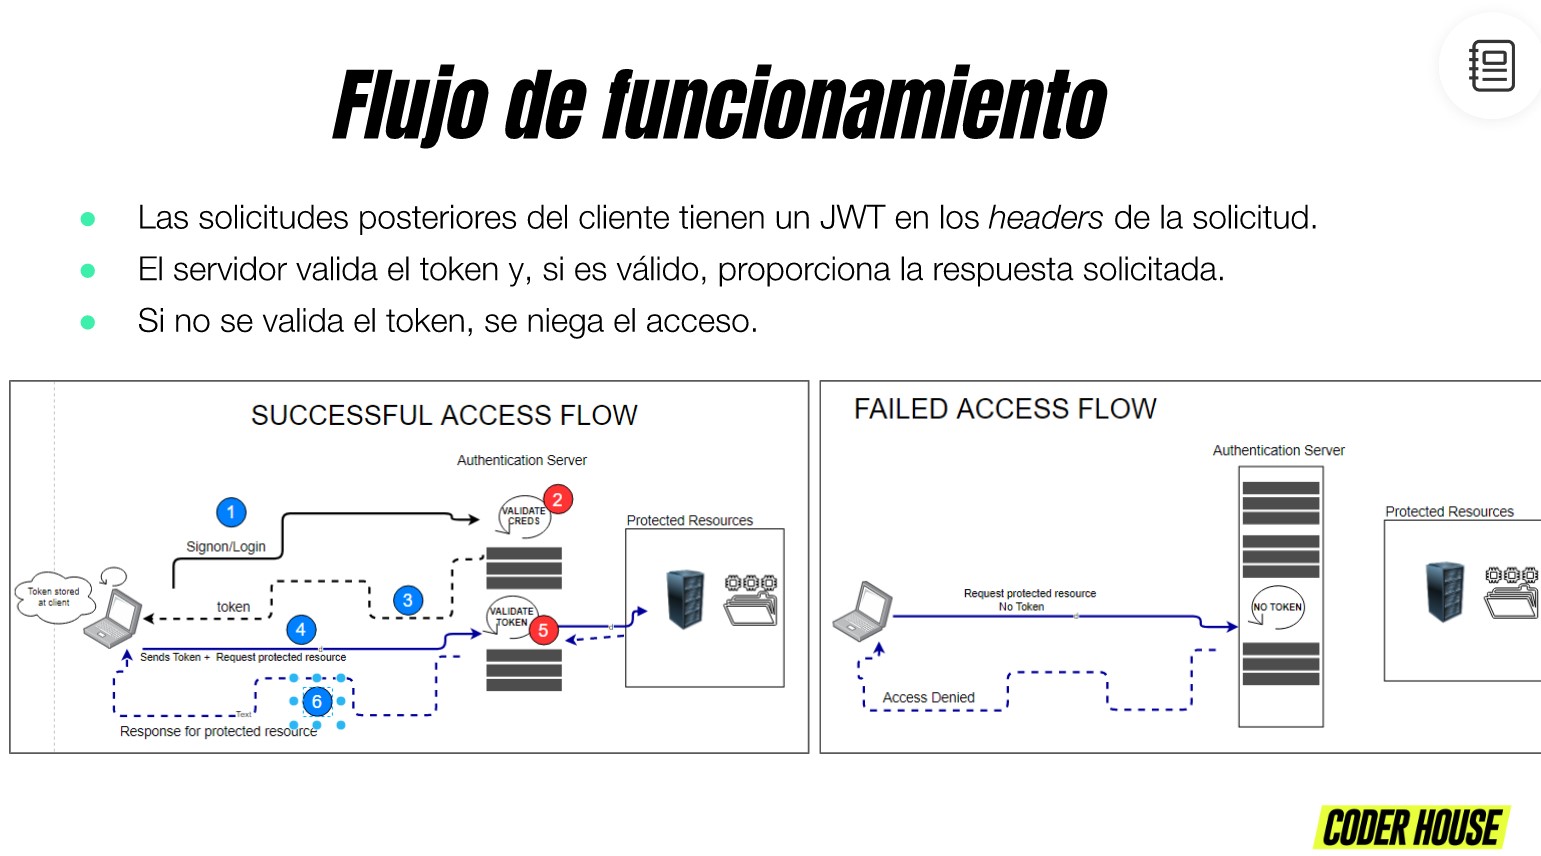 Flujo de funcionamiento
Las solicitudes posteriores del cliente tienen un JWT en los headers de la solicitud.
El servidor valida el token y, si es válido, proporciona la respuesta solicitada.
Si no se valida el token, se niega el acceso.
SUCCESSFUL ACCESS FLOW
Authentication Server
1
2
VALIDATE
CREDS
Protected Resources
Signon/Login
Token stored
at client
token
3
VALIDATE
TOKEN
4
5
d
d
Sends Token + Request protected resource
6
Text
Response for protected resource
FAILED ACCESS FLOW
Authentication Server
Protected Resources
Request protected resource
No Token
d
NO TOKEN
Access Denied
CODER HOUSE